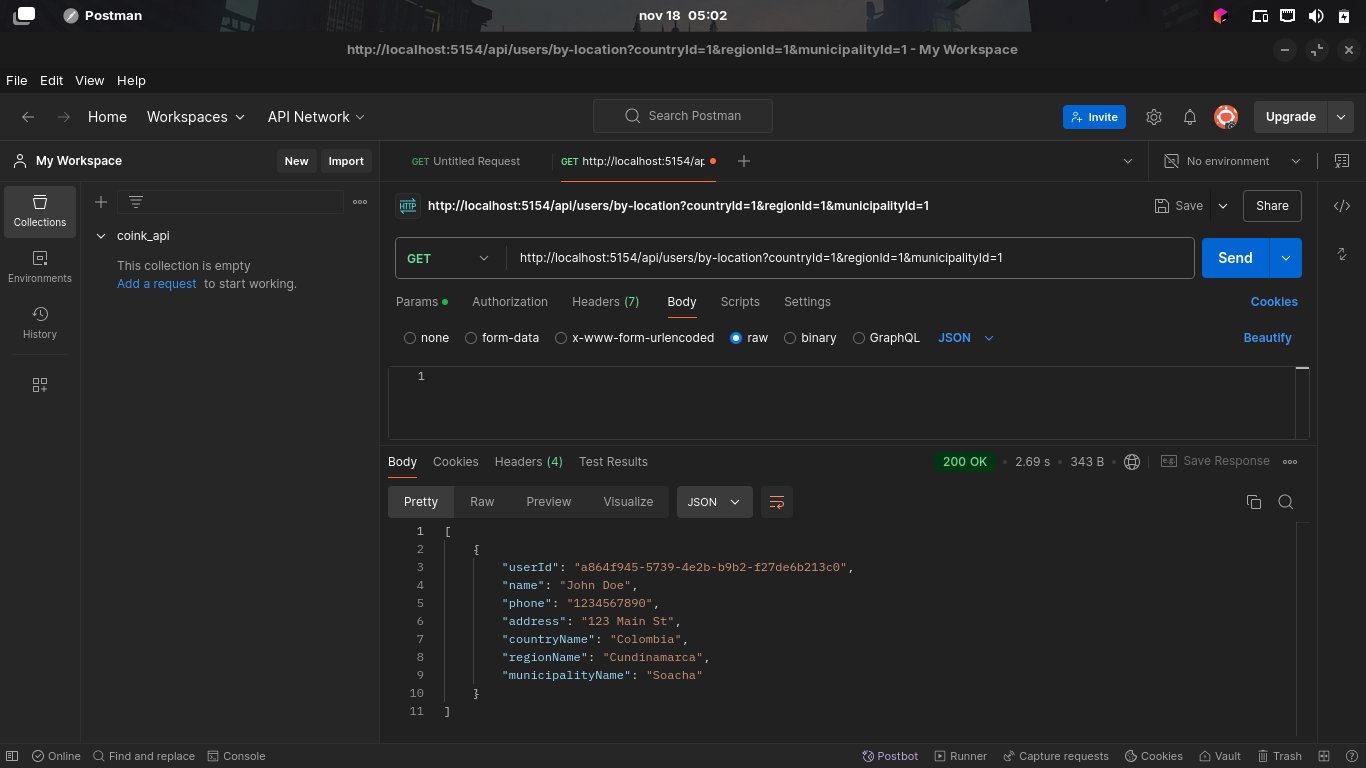 Postman
nov 18 05:02
http://localhost:5154/api/users/by-location?countryId=1&regionId=1&municipalityId=1 - My Workspace
File Edit View Help
Home Workspaces API Network Search Postman Invite Upgrade
My Workspace New Import GET Untitled Request GET http://localhost:5154/ap No environment
Collections
Environments
History
coink_api
This collection is empty
Add a request to start working.
HTTP http://localhost:5154/api/users/by-location?countryId=1&regionId=1&municipalityId=1 Save Share
GET http://localhost:5154/api/users/by-location?countryId=1&regionId=1&municipalityId=1 Send
Params Authorization Headers (7) Body Scripts Settings Cookies
none form-data x-www-form-urlencoded raw binary GraphQL JSON Beautify
1
Body Cookies Headers (4) Test Results 200 OK 2.69 s 343 B e.g. Save Response
Pretty Raw Preview Visualize JSON
1 [
2 {
3 "userId": "a864f945-5739-4e2b-b9b2-f27de6b213c0",
4 "name": "John Doe",
5 "phone": "1234567890",
6 "address": "123 Main St",
7 "countryName": "Colombia",
8 "regionName": "Cundinamarca",
9 "municipalityName": "Soacha"
10 }
11 ]
Online Find and replace Console Postbot Runner Capture requests Cookies Vault Trash